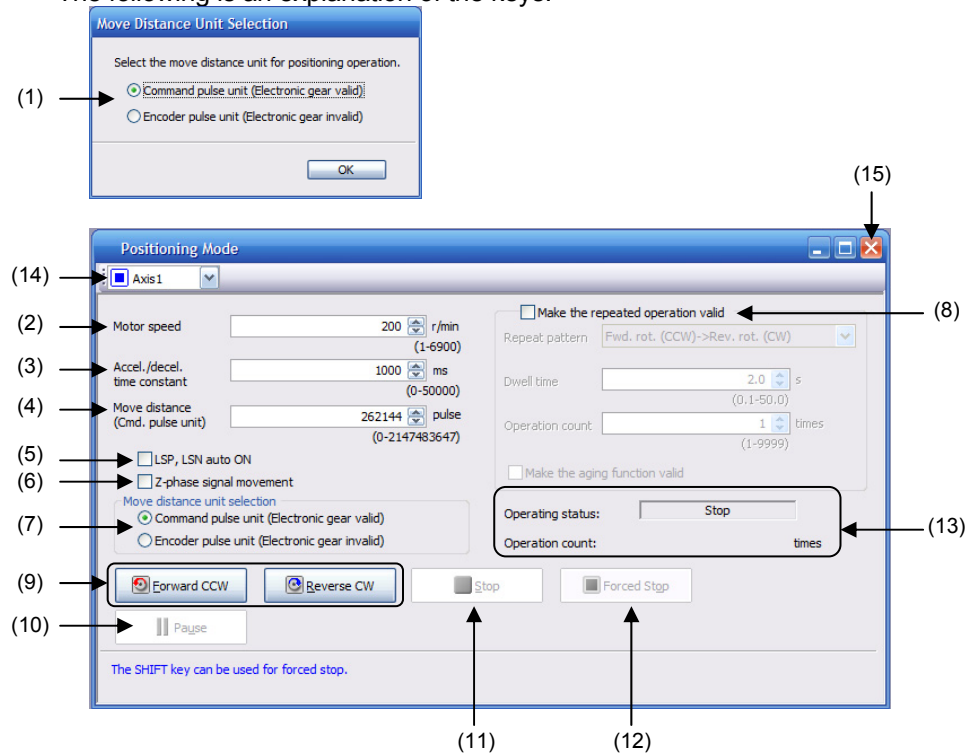 The following is an explanation of the keys.
Move Distance Unit Selection
Select the move distance unit for positioning operation.
(1)
Command pulse unit (Electronic gear valid)
Encoder pulse unit (Electronic gear invalid)
OK
(15)
Positioning Mode
(14)
Axis1
(2)
Motor speed
200
r/min
(1-6900)
(3)
Accel./decel.
time constant
1000
ms
(0-50000)
(4)
Move distance
(Cmd. pulse unit)
262144
pulse
(0-2147483647)
(5)
LSP, LSN auto ON
(6)
Z-phase signal movement
(7)
Move distance unit selection
Command pulse unit (Electronic gear valid)
Encoder pulse unit (Electronic gear invalid)
Make the repeated operation valid
(8)
Repeat pattern
Fwd. rot. (CCW)->Rev. rot. (CW)
Dwell time
2.0
s
(0.1-50.0)
Operation count
1
times
(1-9999)
Make the aging function valid
Operating status:
Stop
(13)
Operation count:
times
(9)
Forward CCW
Reverse CW
Stop
Forced Stop
(10)
Pause
The SHIFT key can be used for forced stop.
(11)
(12)